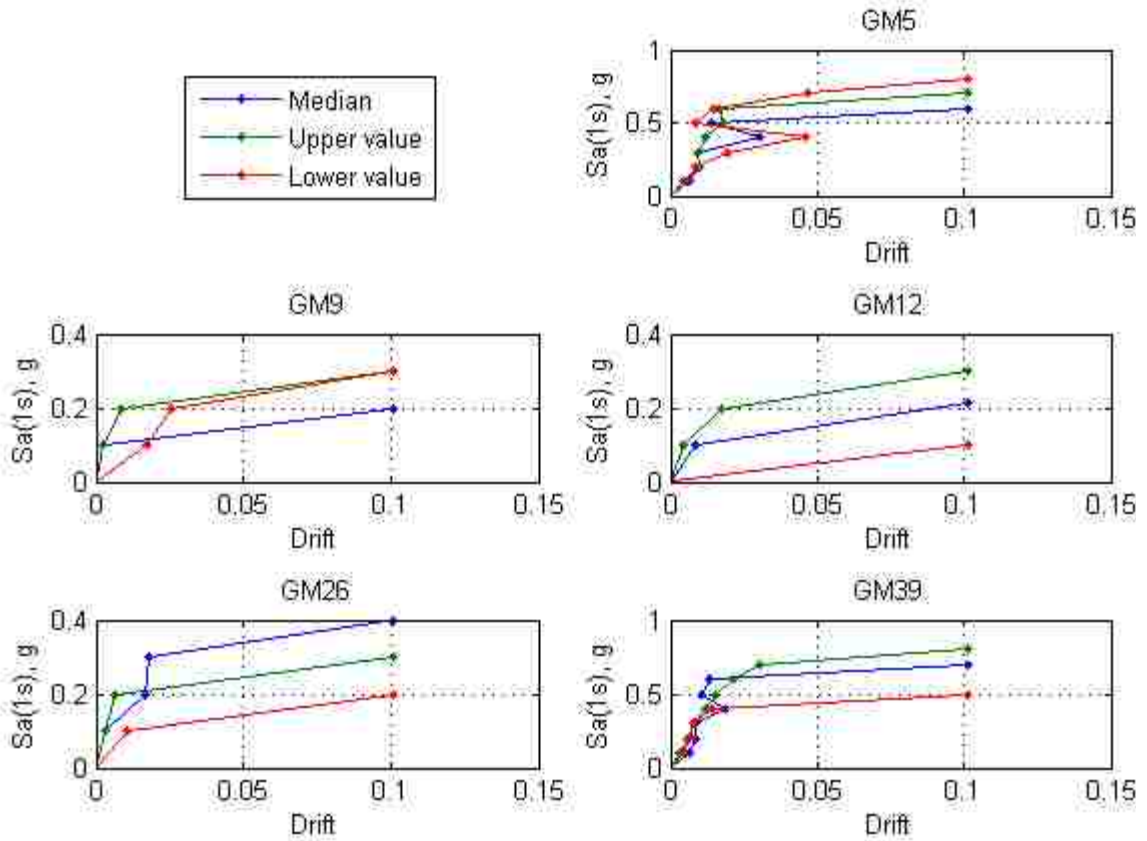 GM5
Median
Upper value
Lower value
Sa(1s), g
1
0.5
0
0 0.05 0.1 0.15
Drift
GM9
Sa(1s), g
0.4
0.2
0
0 0.05 0.1 0.15
Drift
GM12
Sa(1s), g
0.4
0.2
0
0 0.05 0.1 0.15
Drift
GM26
Sa(1s), g
0.4
0.2
0
0 0.05 0.1 0.15
Drift
GM39
Sa(1s), g
1
0.5
0
0 0.05 0.1 0.15
Drift